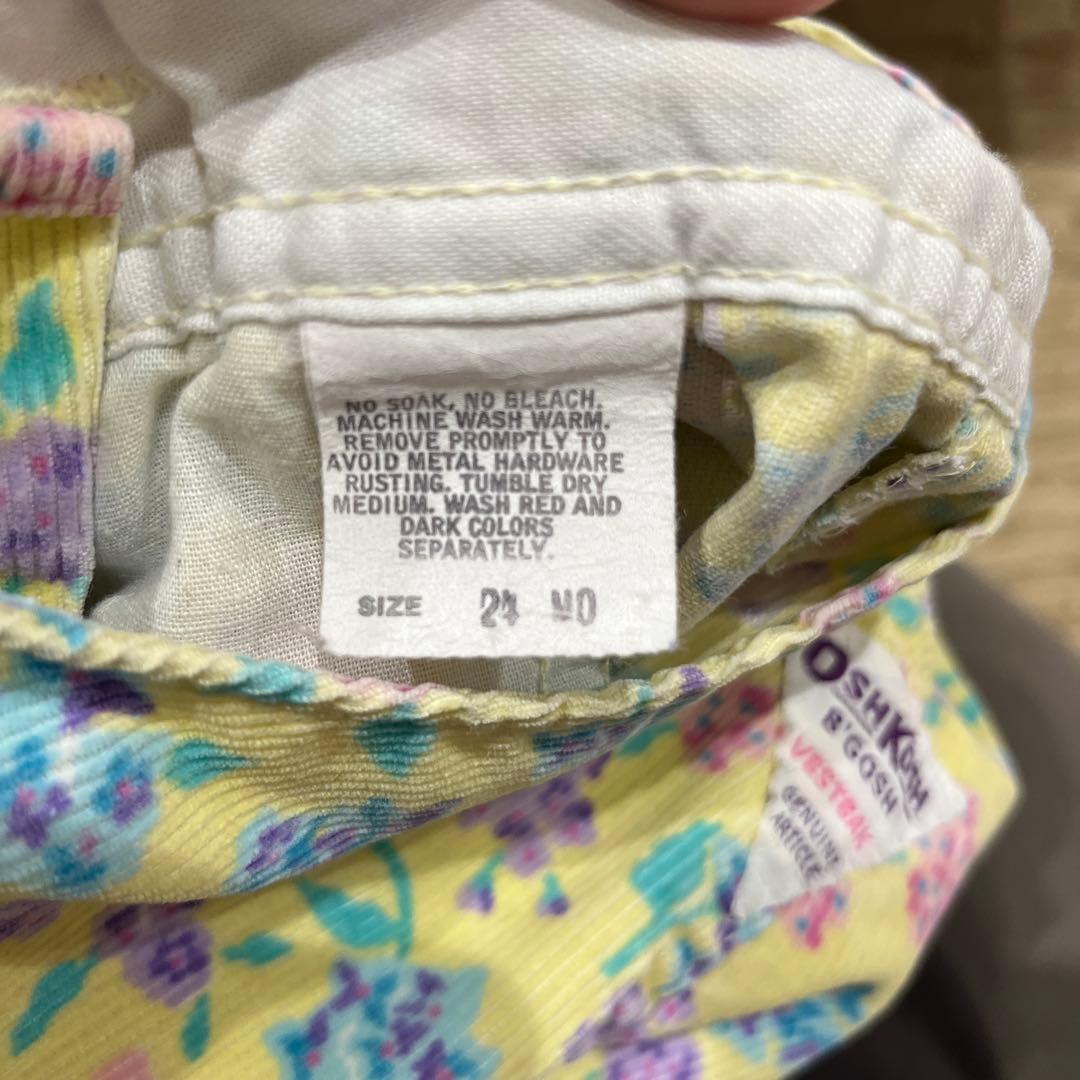 NO SOAK, NO BLEACH.
MACHINE WASH WARM.
REMOVE PROMPTLY TO
AVOID METAL HARDWARE
RUSTING. TUMBLE DRY
MEDIUM. WASH RED AND
DARK COLORS
SEPARATELY.
SIZE 24 MO
OSHKOSH
B'GOSH
VESTBAK
GENUINE
ARTICLE